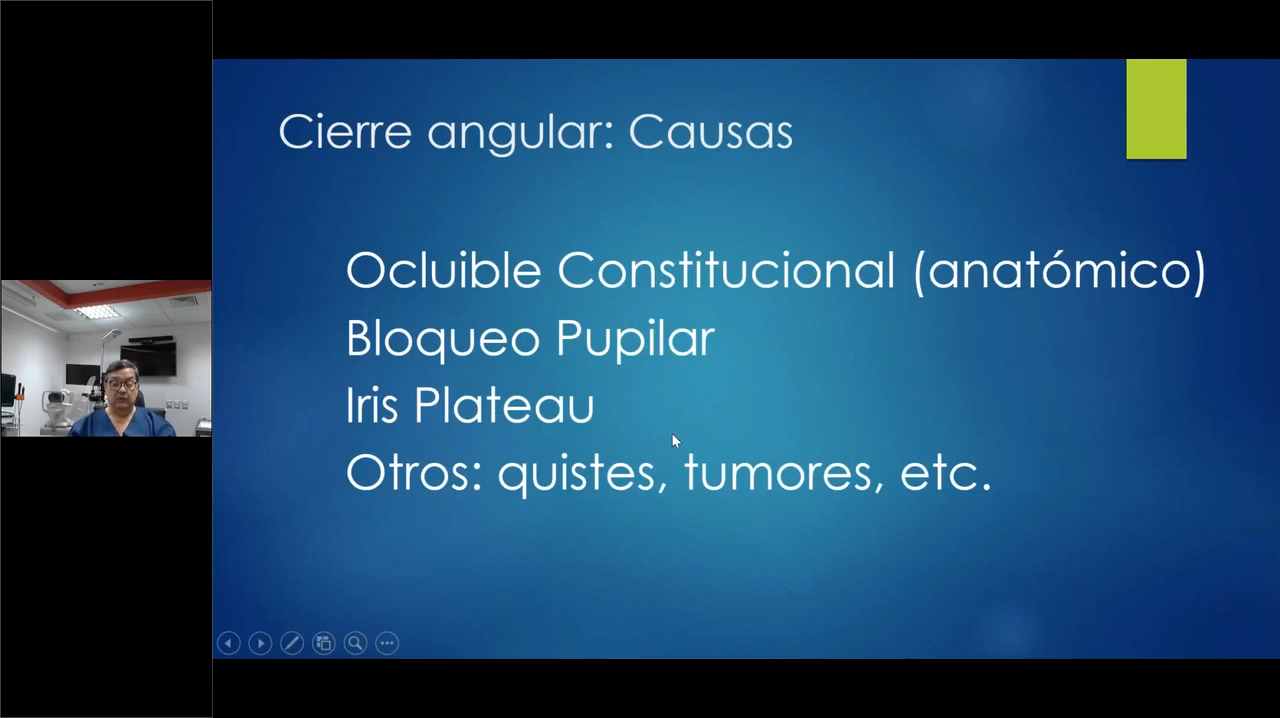 Cierre angular: Causas
Ocluible Constitucional (anatómico)
Bloqueo Pupilar
Iris Plateau
Otros: quistes, tumores, etc.